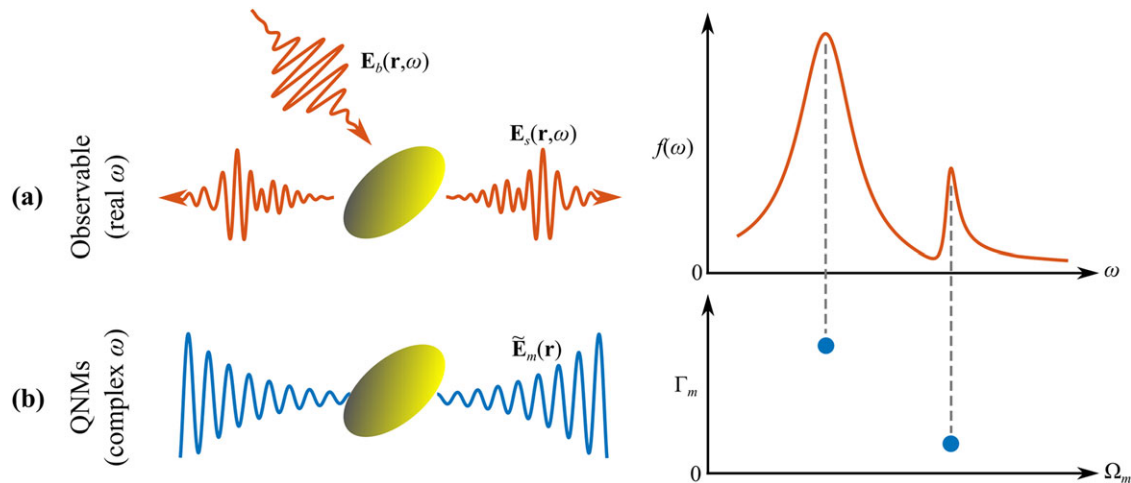 (a)
Observable
(real ω)
E_b(r,ω)
E_s(r,ω)
f(ω)
0
ω
(b)
QNMs
(complex ω)
Ẽ_m(r)
Γ_m
0
Ω_m